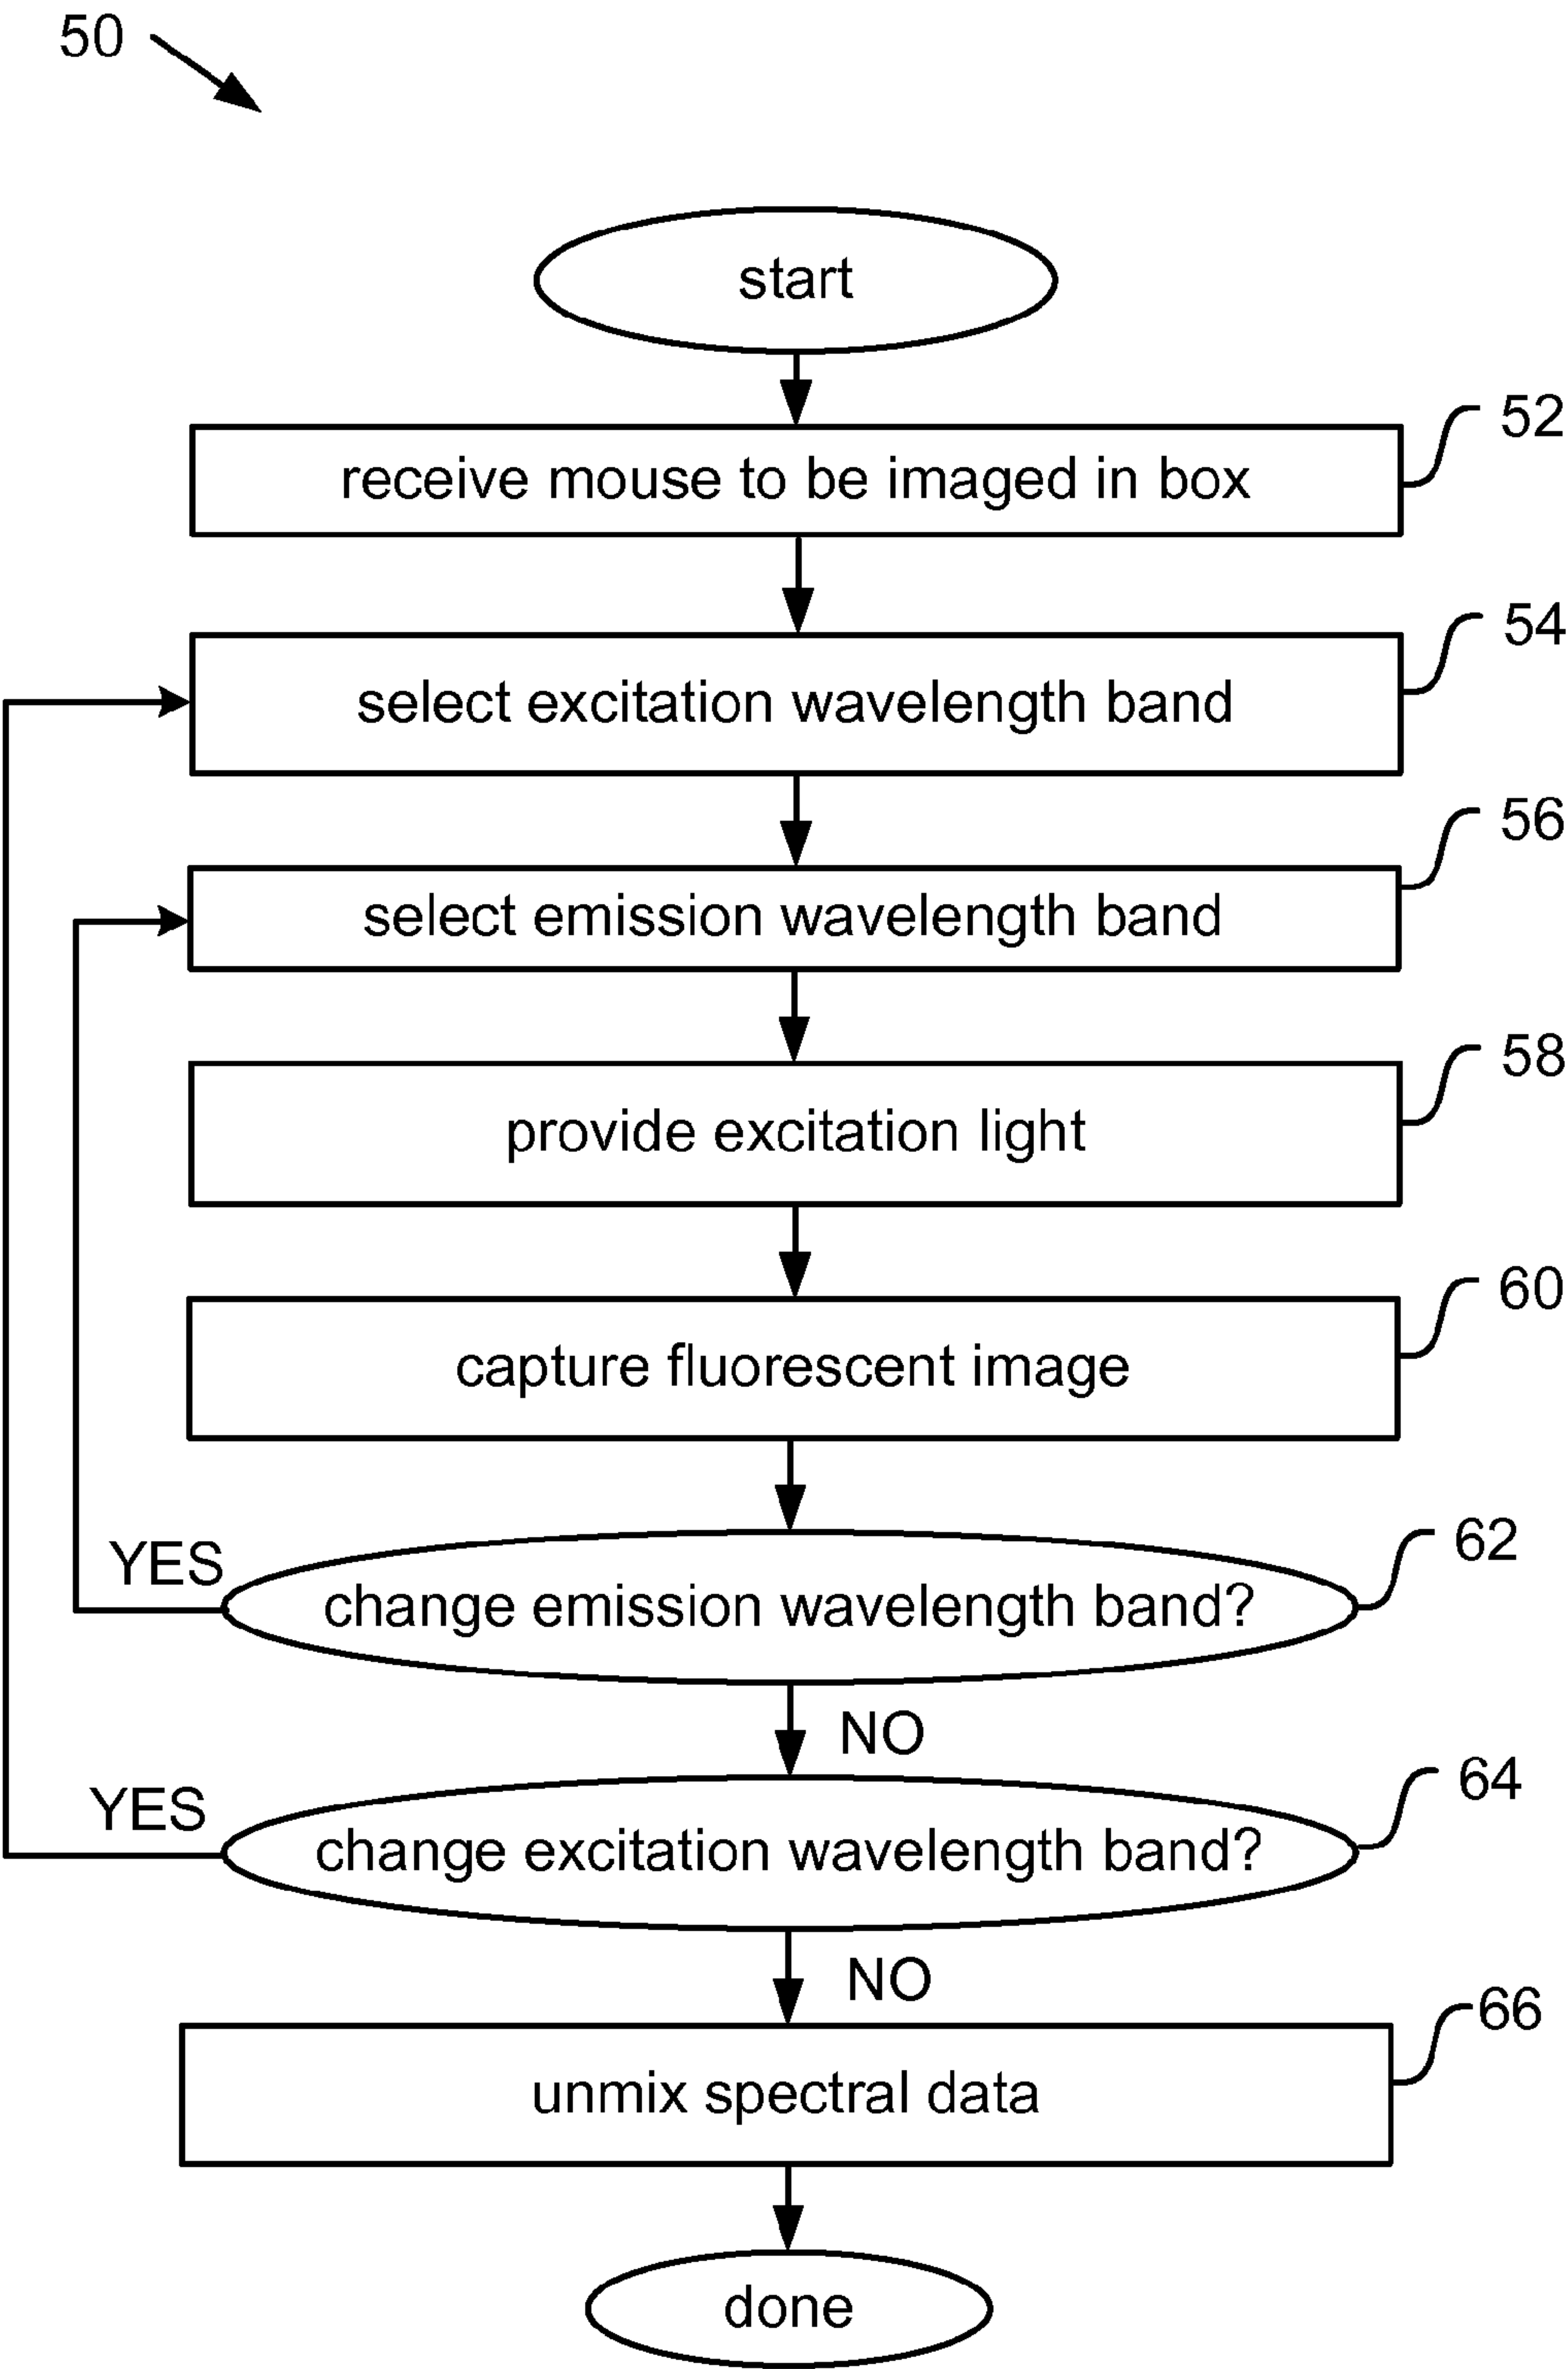 50
start
52
receive mouse to be imaged in box
54
select excitation wavelength band
56
select emission wavelength band
58
provide excitation light
60
capture fluorescent image
62
YES
change emission wavelength band?
NO
64
YES
change excitation wavelength band?
NO
66
unmix spectral data
done